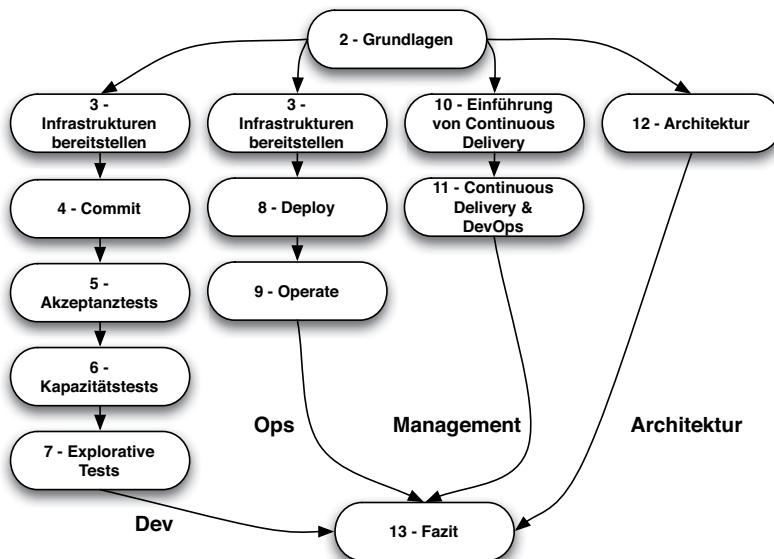 2 - Grundlagen
3 -
Infrastrukturen
bereitstellen
3 -
Infrastrukturen
bereitstellen
10 - Einführung
von Continuous
Delivery
12 - Architektur
4 - Commit
8 - Deploy
11 - Continuous
Delivery &
DevOps
5 -
Akzeptanztests
9 - Operate
6 -
Kapazitätstests
Ops
Management
Architektur
7 - Explorative
Tests
Dev
13 - Fazit